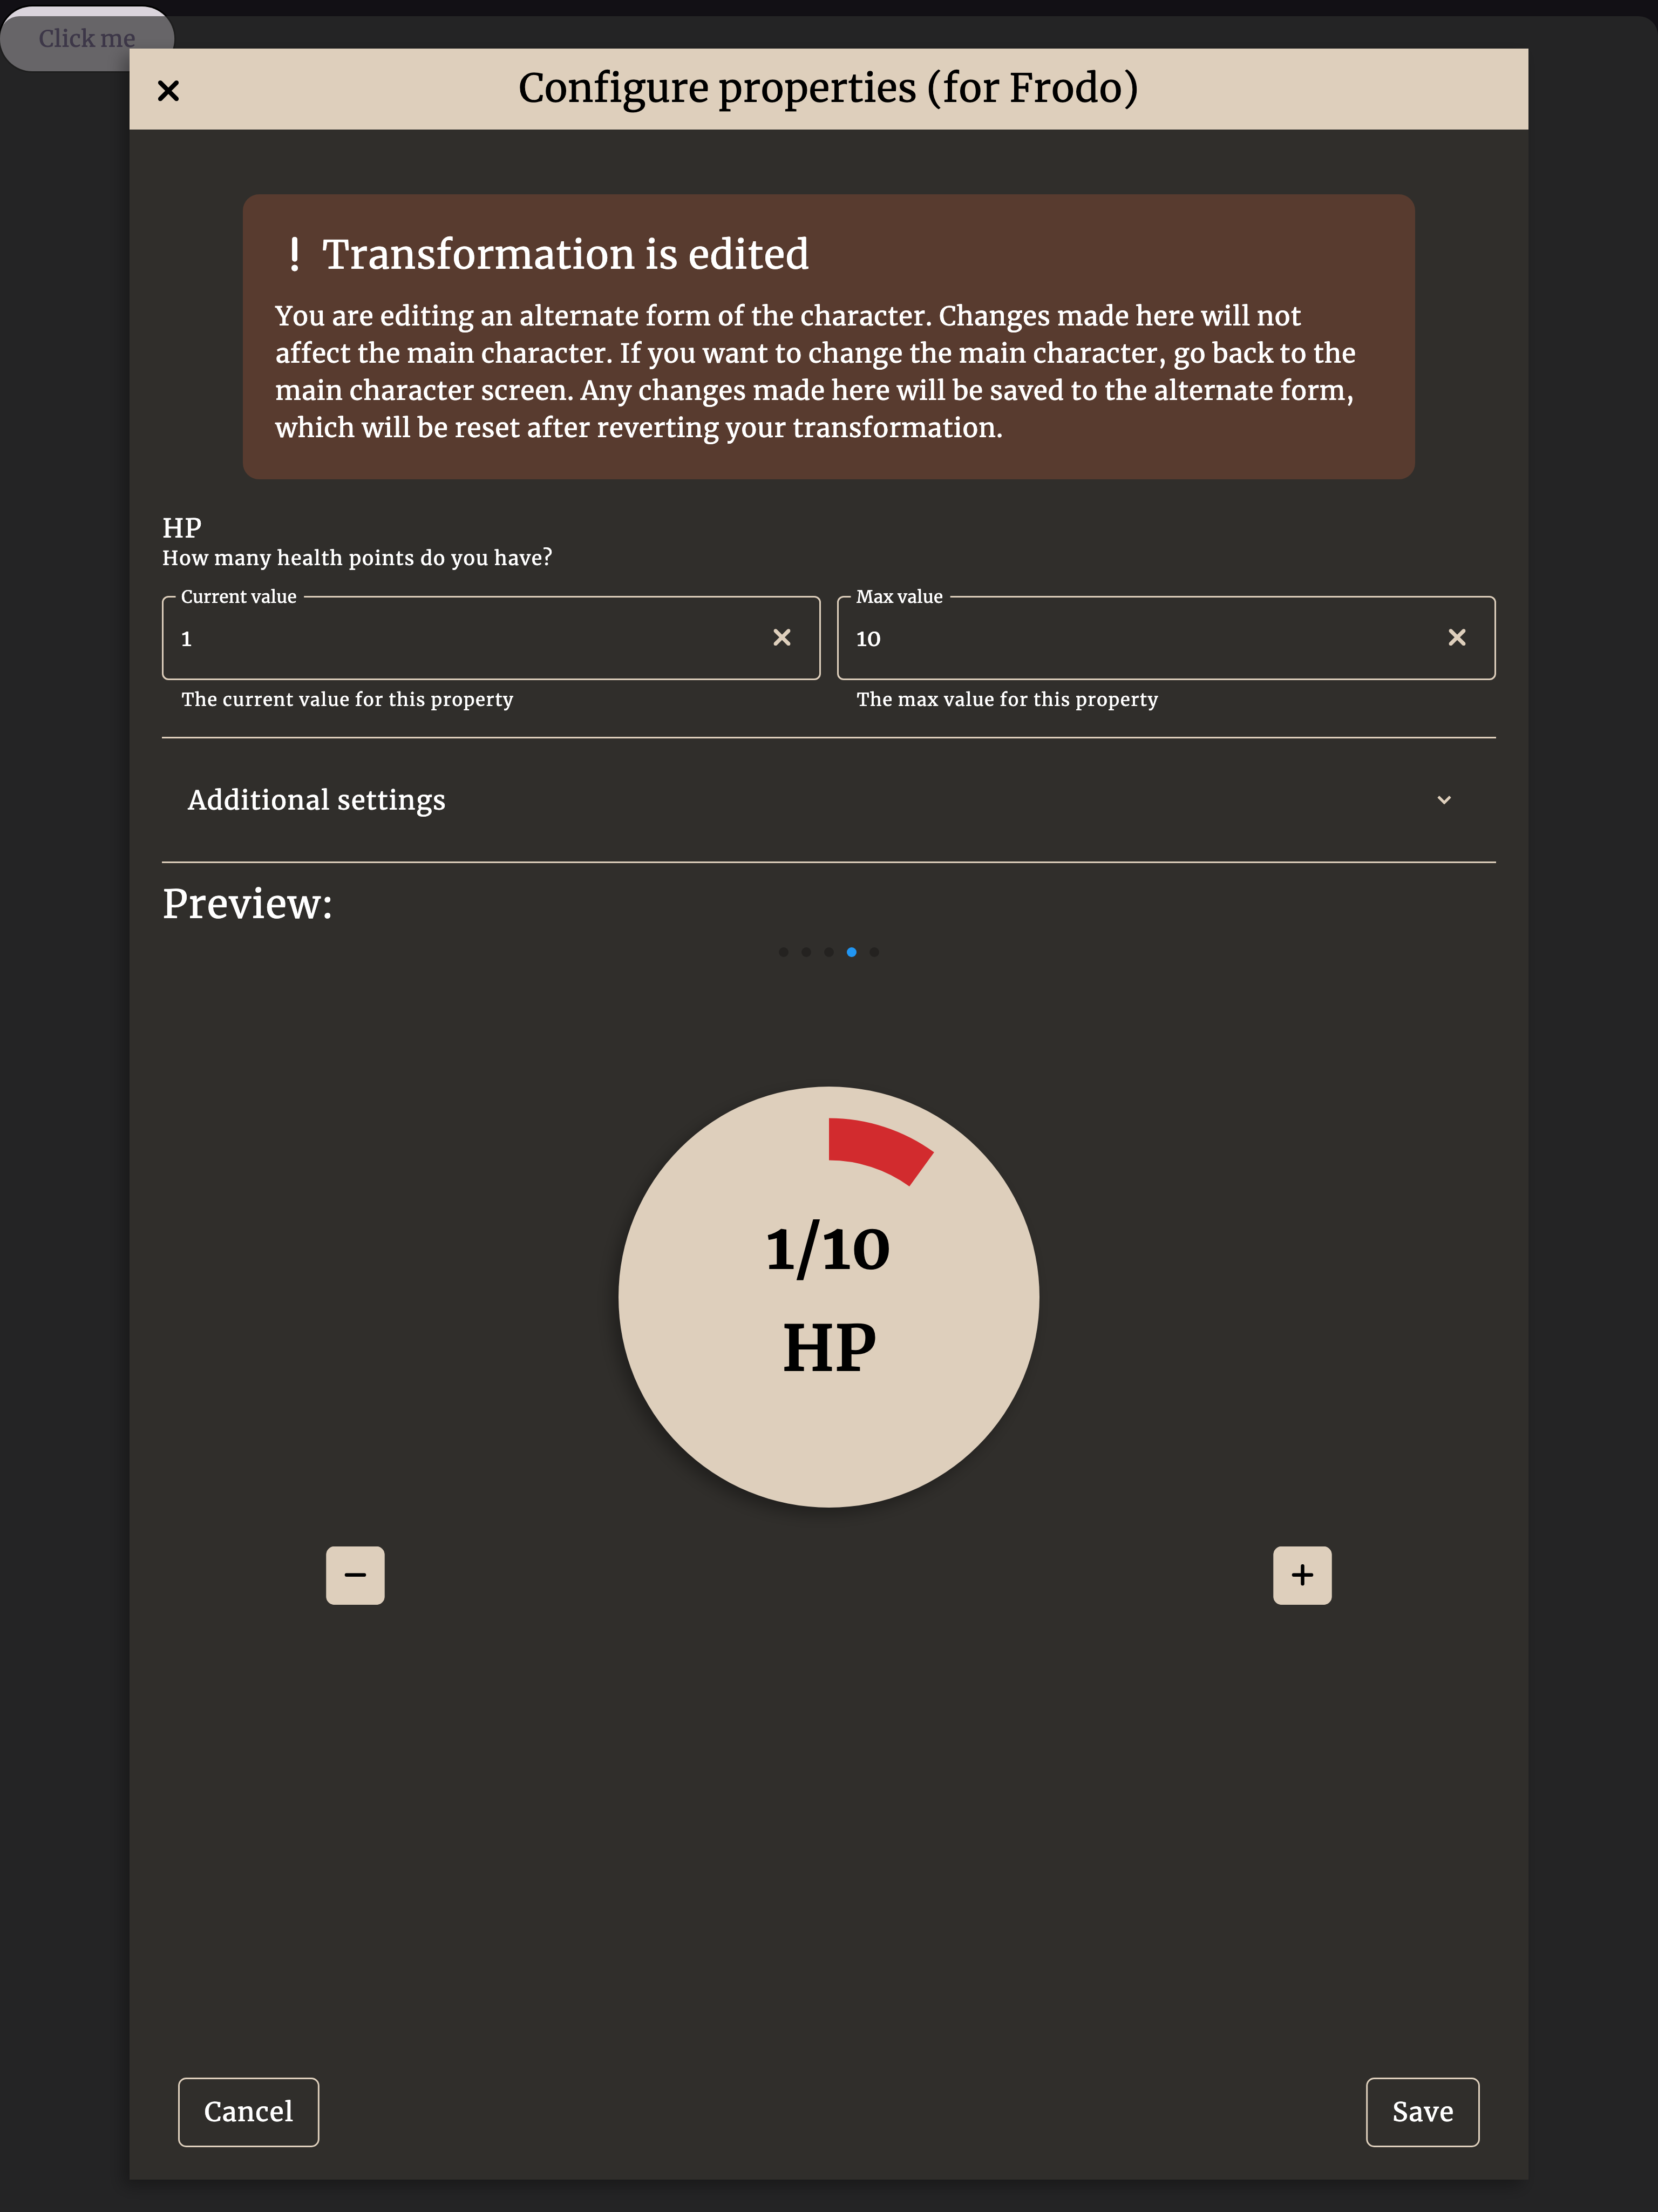 Click me
Configure properties (for Frodo)
! Transformation is edited
You are editing an alternate form of the character. Changes made here will not
affect the main character. If you want to change the main character, go back to the
main character screen. Any changes made here will be saved to the alternate form,
which will be reset after reverting your transformation.
HP
How many health points do you have?
Current value
1
The current value for this property
Max value
10
The max value for this property
Additional settings
Preview:
1/10
HP
Cancel
Save